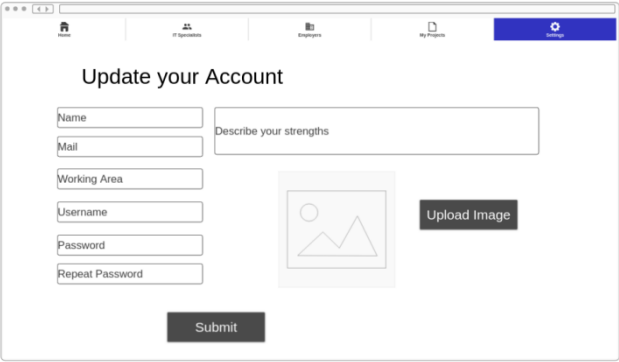 Home
IT Specialists
Employers
My Projects
Settings
Update your Account
Name
Describe your strengths
Mail
Working Area
Username
Upload Image
Password
Repeat Password
Submit